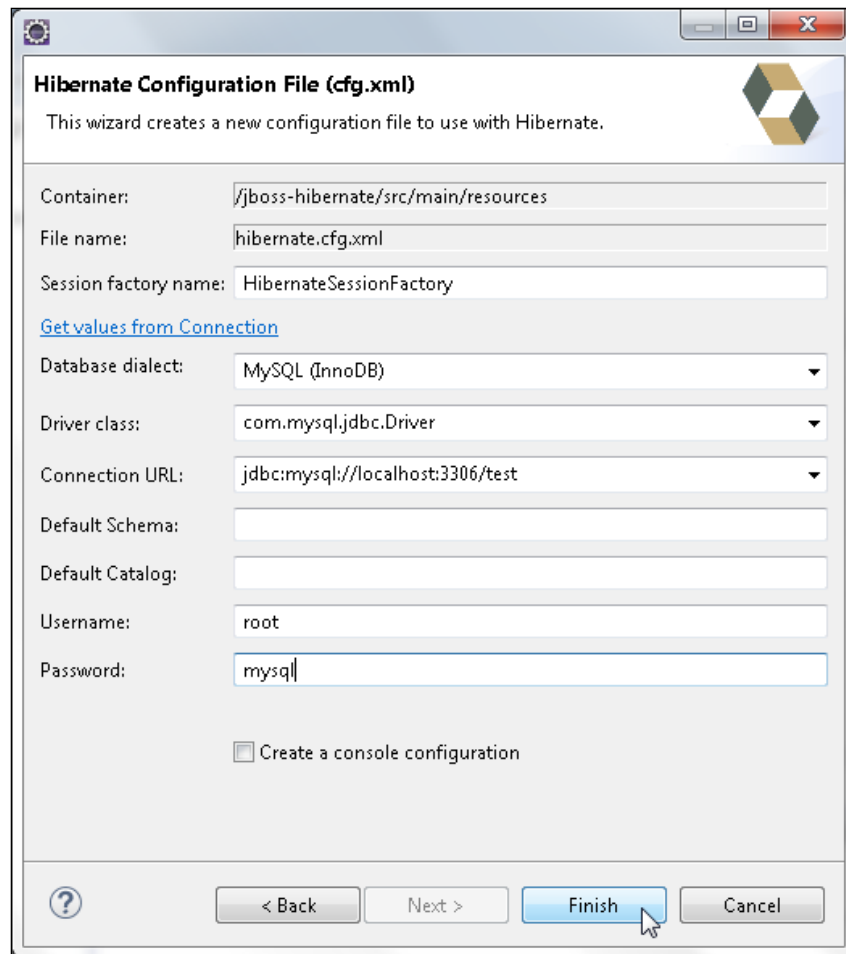 Hibernate Configuration File (cfg.xml)
This wizard creates a new configuration file to use with Hibernate.
Container: /jboss-hibernate/src/main/resources
File name: hibernate.cfg.xml
Session factory name: HibernateSessionFactory
Get values from Connection
Database dialect: MySQL (InnoDB)
Driver class: com.mysql.jdbc.Driver
Connection URL: jdbc:mysql://localhost:3306/test
Default Schema:
Default Catalog:
Username: root
Password: mysql
Create a console configuration
? < Back Next > Finish Cancel